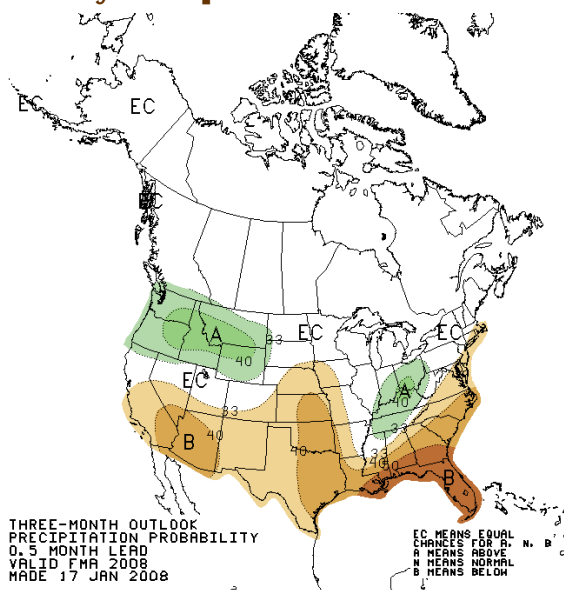 EC
EC
EC
A
33
EC
EC
40
EC
33
A
40
B
40
40
33
33
40
50
B
THREE-MONTH OUTLOOK
PRECIPITATION PROBABILITY
0.5 MONTH LEAD
VALID FMA 2008
MADE 17 JAN 2008
EC MEANS EQUAL
CHANCES FOR A, N, B
A MEANS ABOVE
N MEANS NORMAL
B MEANS BELOW